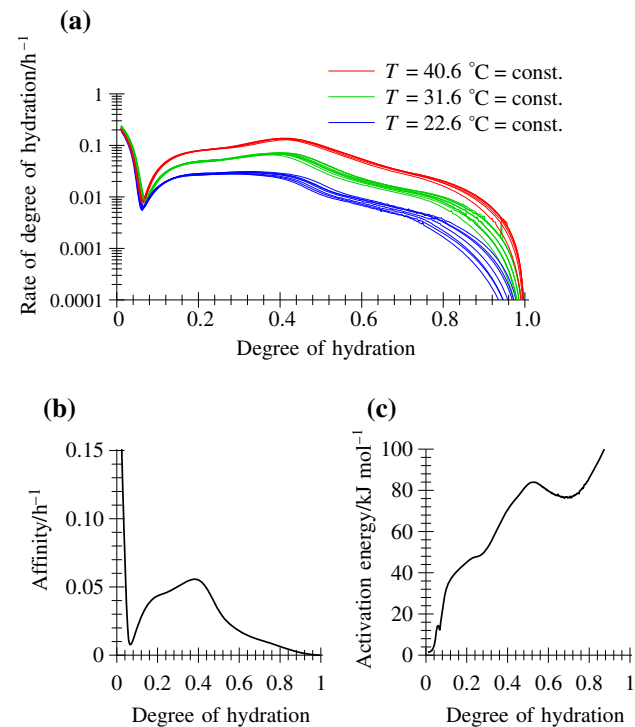 (a)
T = 40.6 °C = const.
T = 31.6 °C = const.
T = 22.6 °C = const.
Rate of degree of hydration/h⁻¹
1
0.1
0.01
0.001
0.0001
0 0.2 0.4 0.6 0.8 1.0
Degree of hydration
(b)
Affinity/h⁻¹
0.15
0.10
0.05
0
0 0.2 0.4 0.6 0.8 1
Degree of hydration
(c)
Activation energy/kJ mol⁻¹
100
80
60
40
20
0
0 0.2 0.4 0.6 0.8 1
Degree of hydration